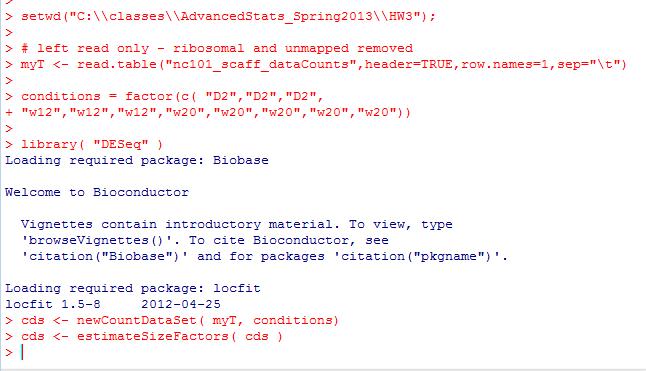 >
> setwd("C:\\classes\\AdvancedStats_Spring2013\\HW3");
>
> # left read only - ribosomal and unmapped removed
> myT <- read.table("nc101_scaff_dataCounts",header=TRUE,row.names=1,sep="\t")
>
> conditions = factor(c( "D2","D2","D2",
+ "w12","w12","w12","w20","w20","w20","w20","w20"))
>
> library( "DESeq" )
Loading required package: Biobase
Welcome to Bioconductor
Vignettes contain introductory material. To view, type
'browseVignettes()'. To cite Bioconductor, see
'citation("Biobase")' and for packages 'citation("pkgname")'.
Loading required package: locfit
locfit 1.5-8     2012-04-25
> cds <- newCountDataSet( myT, conditions)
> cds <- estimateSizeFactors( cds )
>